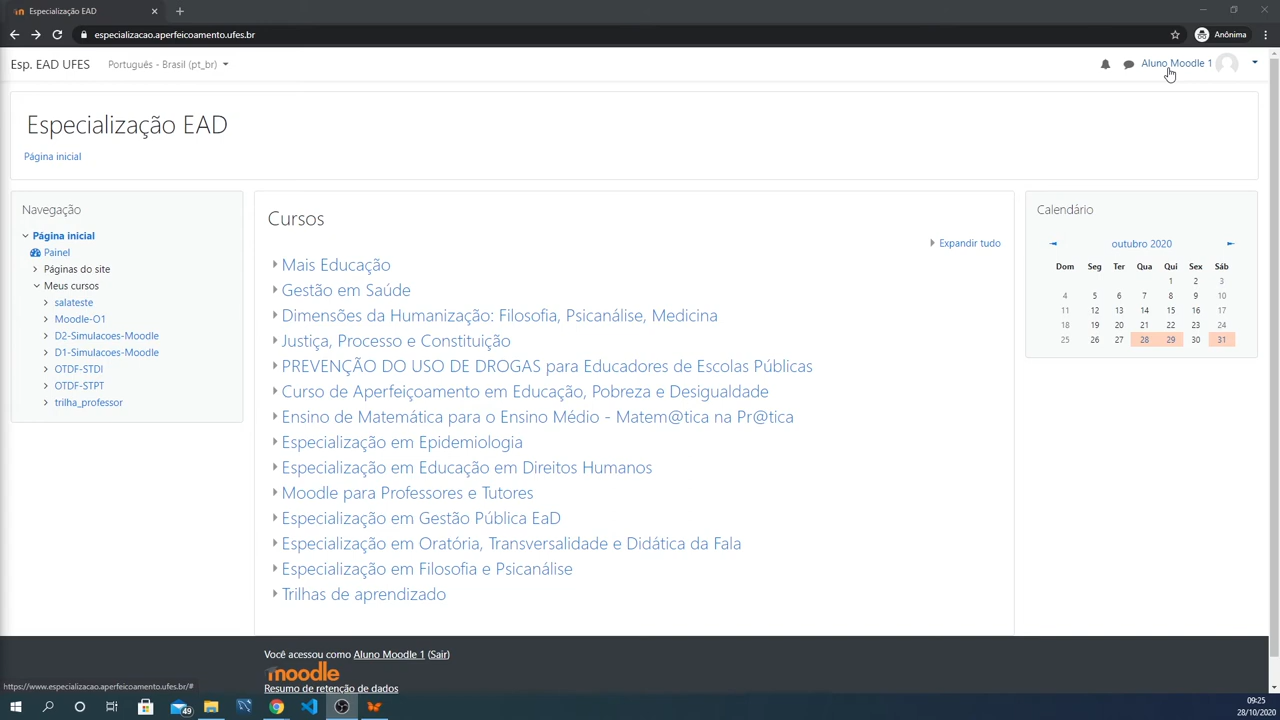 Especialização EAD
especializacao.aperfeicoamento.ufes.br/
Anônima
Esp. EAD UFES
Português - Brasil (pt_br)
Aluno Moodle 1
Especialização EAD
Página inicial
Navegação
Página inicial
Painel
Páginas do site
Meus cursos
salateste
Moodle-O1
D2-Simulacoes-Moodle
D1-Simulacoes-Moodle
OTDF-STDI
OTDF-STPT
trilha_professor
Cursos
Expandir tudo
Mais Educação
Gestão em Saúde
Dimensões da Humanização: Filosofia, Psicanálise, Medicina
Justiça, Processo e Constituição
PREVENÇÃO DO USO DE DROGAS para Educadores de Escolas Públicas
Curso de Aperfeiçoamento em Educação, Pobreza e Desigualdade
Ensino de Matemática para o Ensino Médio - Matem@tica na Pr@tica
Especialização em Epidemiologia
Especialização em Educação em Direitos Humanos
Moodle para Professores e Tutores
Especialização em Gestão Pública EaD
Especialização em Oratória, Transversalidade e Didática da Fala
Especialização em Filosofia e Psicanálise
Trilhas de aprendizado
Calendário
outubro 2020
Dom Seg Ter Qua Qui Sex Sáb
1 2 3
4 5 6 7 8 9 10
11 12 13 14 15 16 17
18 19 20 21 22 23 24
25 26 27 28 29 30 31
Você acessou como Aluno Moodle 1 (Sair)
moodle
Resumo de retenção de dados
https://www.especializacao.aperfeicoamento.ufes.br/#
49
09:25
28/10/2020